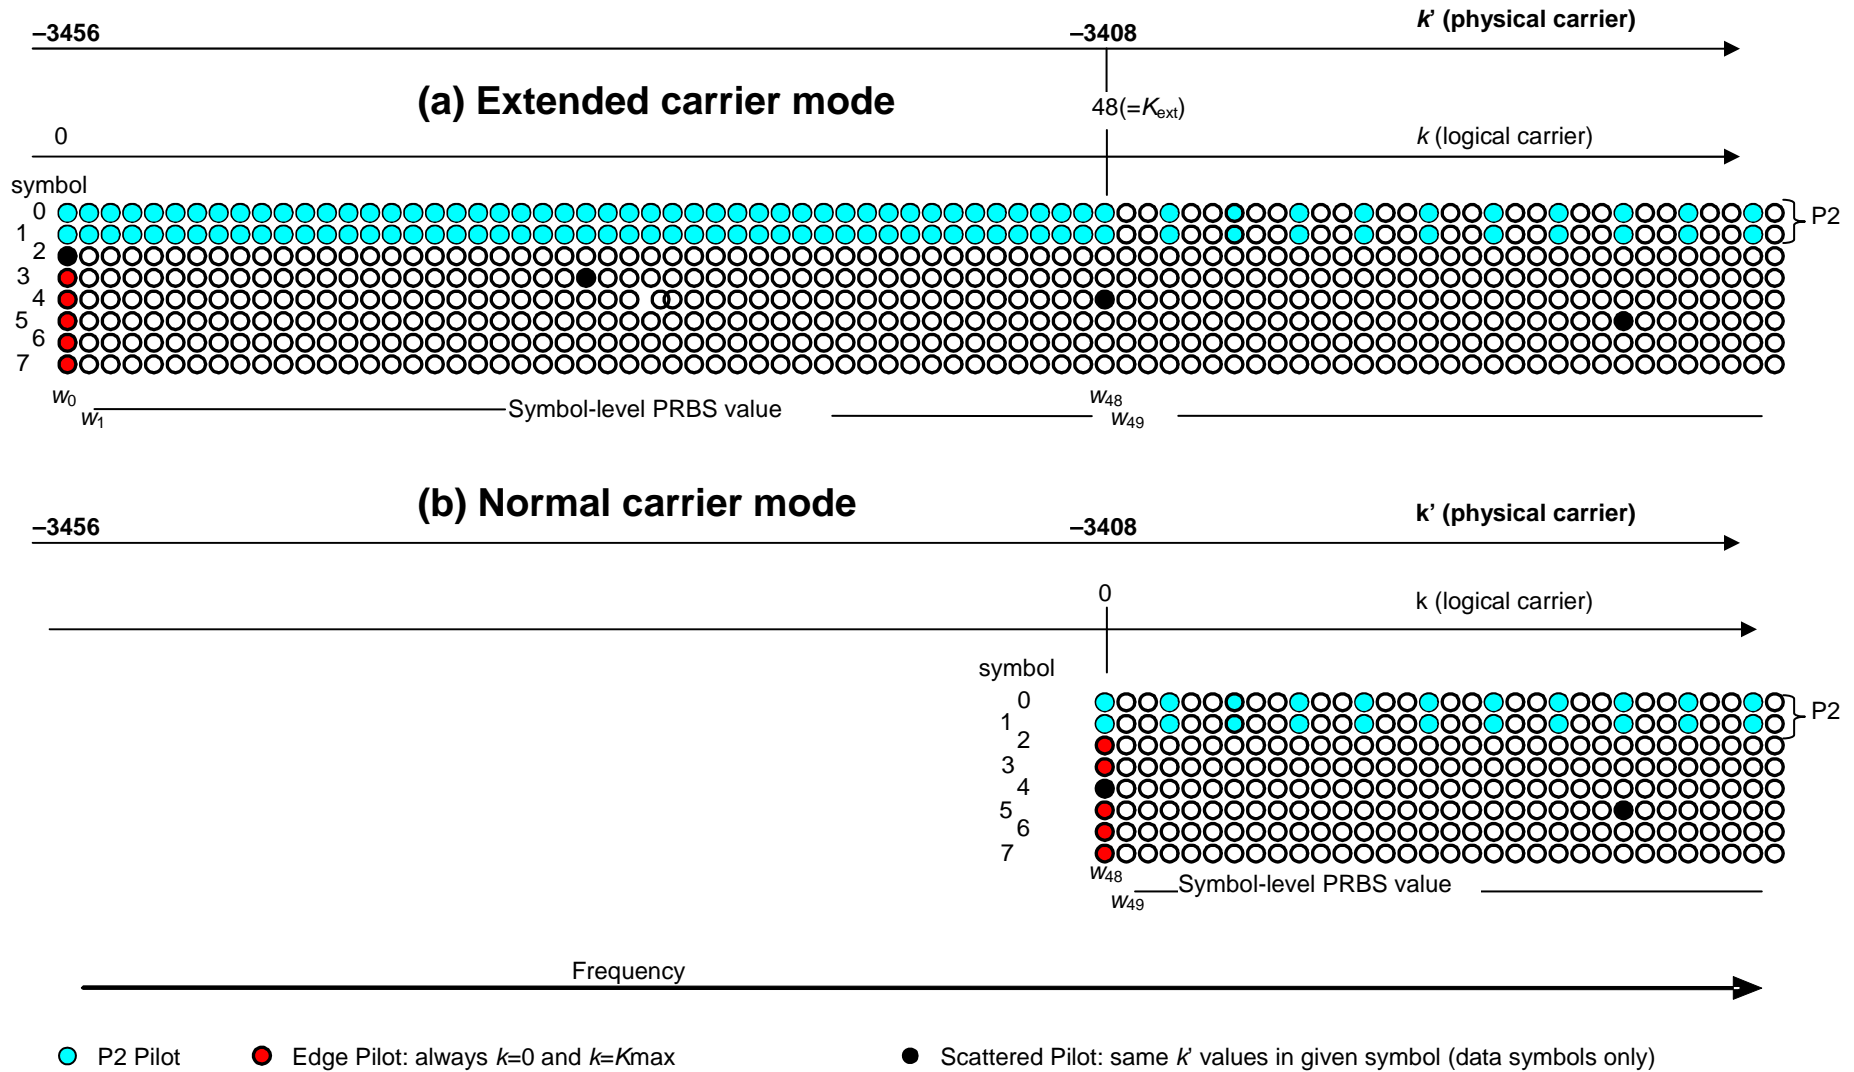 k' (physical carrier)
–3456
–3408
(a) Extended carrier mode
48(=Kext)
0
k (logical carrier)
symbol
0
1
2
3
4
5
6
7
P2
w0
w1
Symbol-level PRBS value
w48
w49
(b) Normal carrier mode
k' (physical carrier)
–3456
–3408
0
k (logical carrier)
symbol
0
1
2
3
4
5
6
7
P2
w48
w49
Symbol-level PRBS value
Frequency
P2 Pilot
Edge Pilot: always k=0 and k=Kmax
Scattered Pilot: same k' values in given symbol (data symbols only)